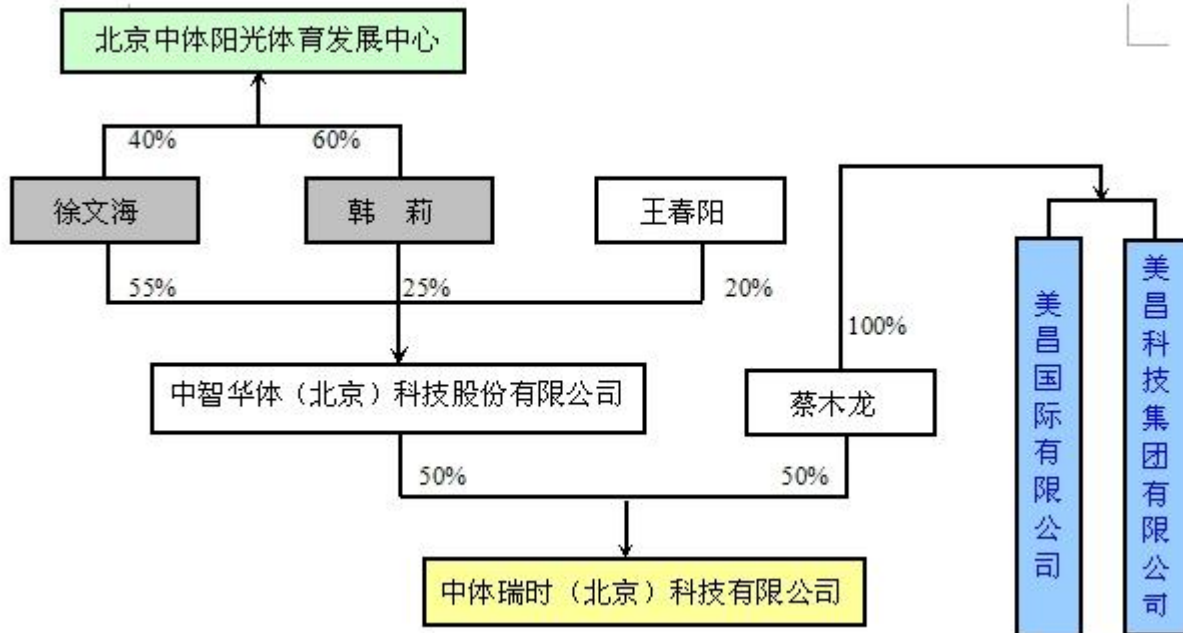 北京中体阳光体育发展中心
40%
60%
徐文海
韩 莉
王春阳
55%
25%
20%
100%
中智华体（北京）科技股份有限公司
蔡木龙
50%
50%
中体瑞时（北京）科技有限公司
美昌国际有限公司
美昌科技集团有限公司